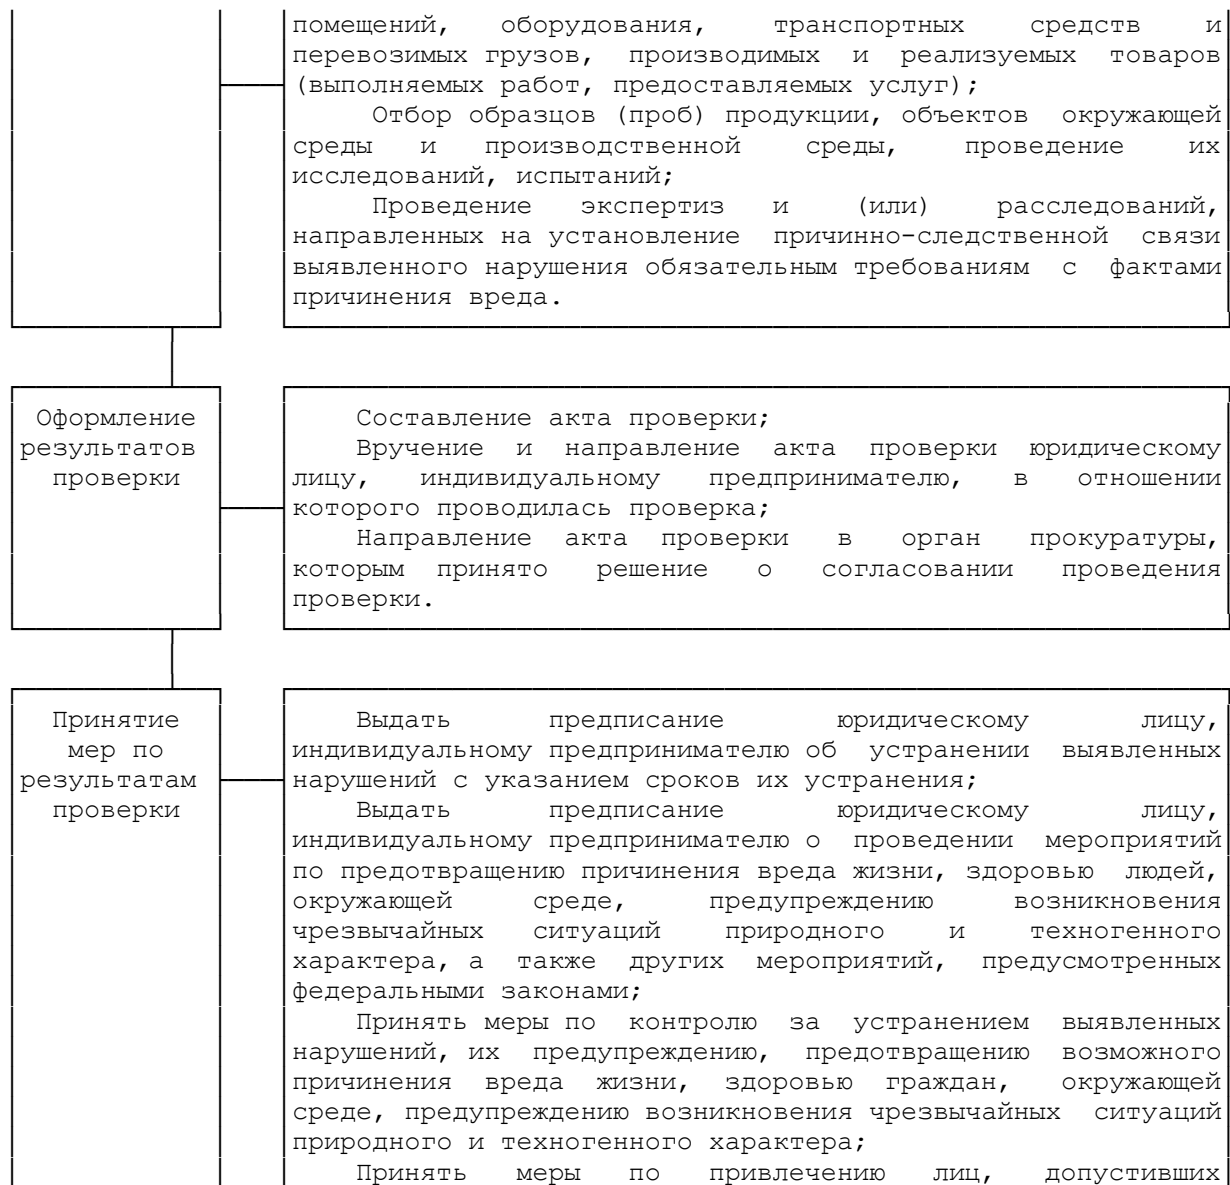 помещений, оборудования, транспортных средств и
перевозимых грузов, производимых и реализуемых товаров
(выполняемых работ, предоставляемых услуг);
Отбор образцов (проб) продукции, объектов окружающей
среды и производственной среды, проведение их
исследований, испытаний;
Проведение экспертиз и (или) расследований,
направленных на установление причинно-следственной связи
выявленного нарушения обязательным требованиям с фактами
причинения вреда.
Оформление
результатов
проверки
Составление акта проверки;
Вручение и направление акта проверки юридическому
лицу, индивидуальному предпринимателю, в отношении
которого проводилась проверка;
Направление акта проверки в орган прокуратуры,
которым принято решение о согласовании проведения
проверки.
Принятие
мер по
результатам
проверки
Выдать предписание юридическому лицу,
индивидуальному предпринимателю об устранении выявленных
нарушений с указанием сроков их устранения;
Выдать предписание юридическому лицу,
индивидуальному предпринимателю о проведении мероприятий
по предотвращению причинения вреда жизни, здоровью людей,
окружающей среде, предупреждению возникновения
чрезвычайных ситуаций природного и техногенного
характера, а также других мероприятий, предусмотренных
федеральными законами;
Принять меры по контролю за устранением выявленных
нарушений, их предупреждению, предотвращению возможного
причинения вреда жизни, здоровью граждан, окружающей
среде, предупреждению возникновения чрезвычайных ситуаций
природного и техногенного характера;
Принять меры по привлечению лиц, допустивших